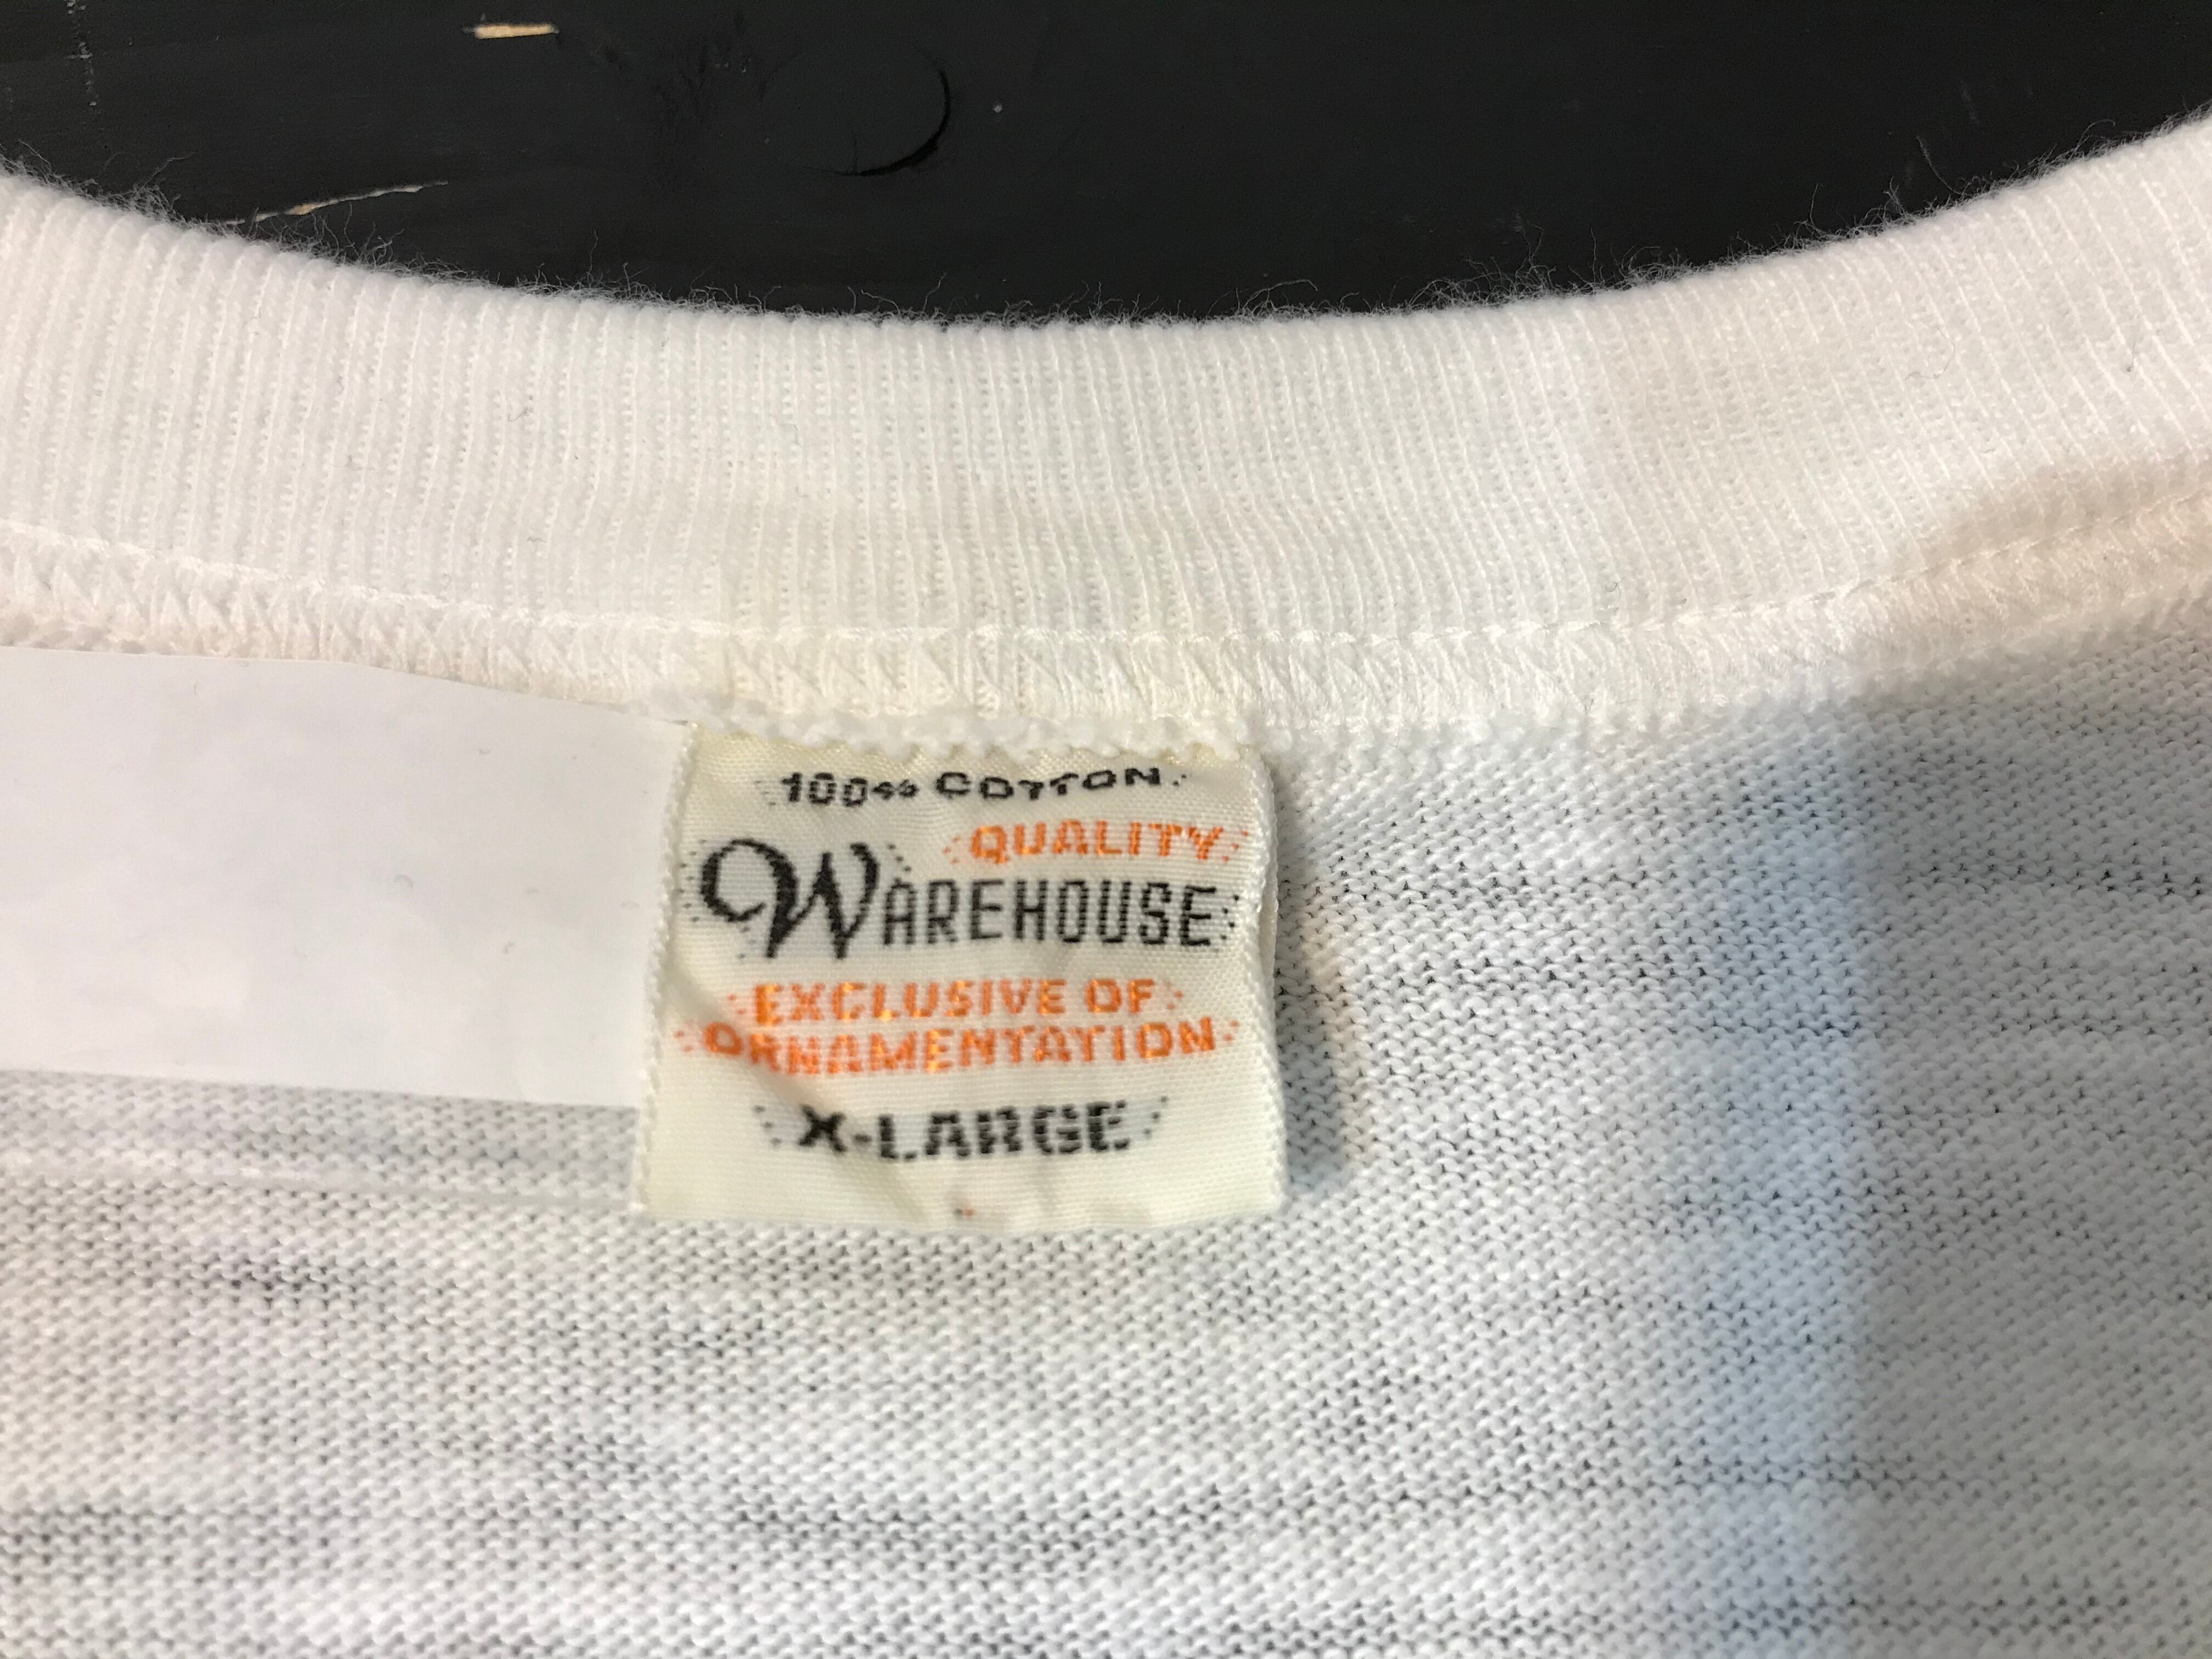 100% COTTON
QUALITY
WAREHOUSE
EXCLUSIVE OF
ORNAMENTATION
X-LARGE